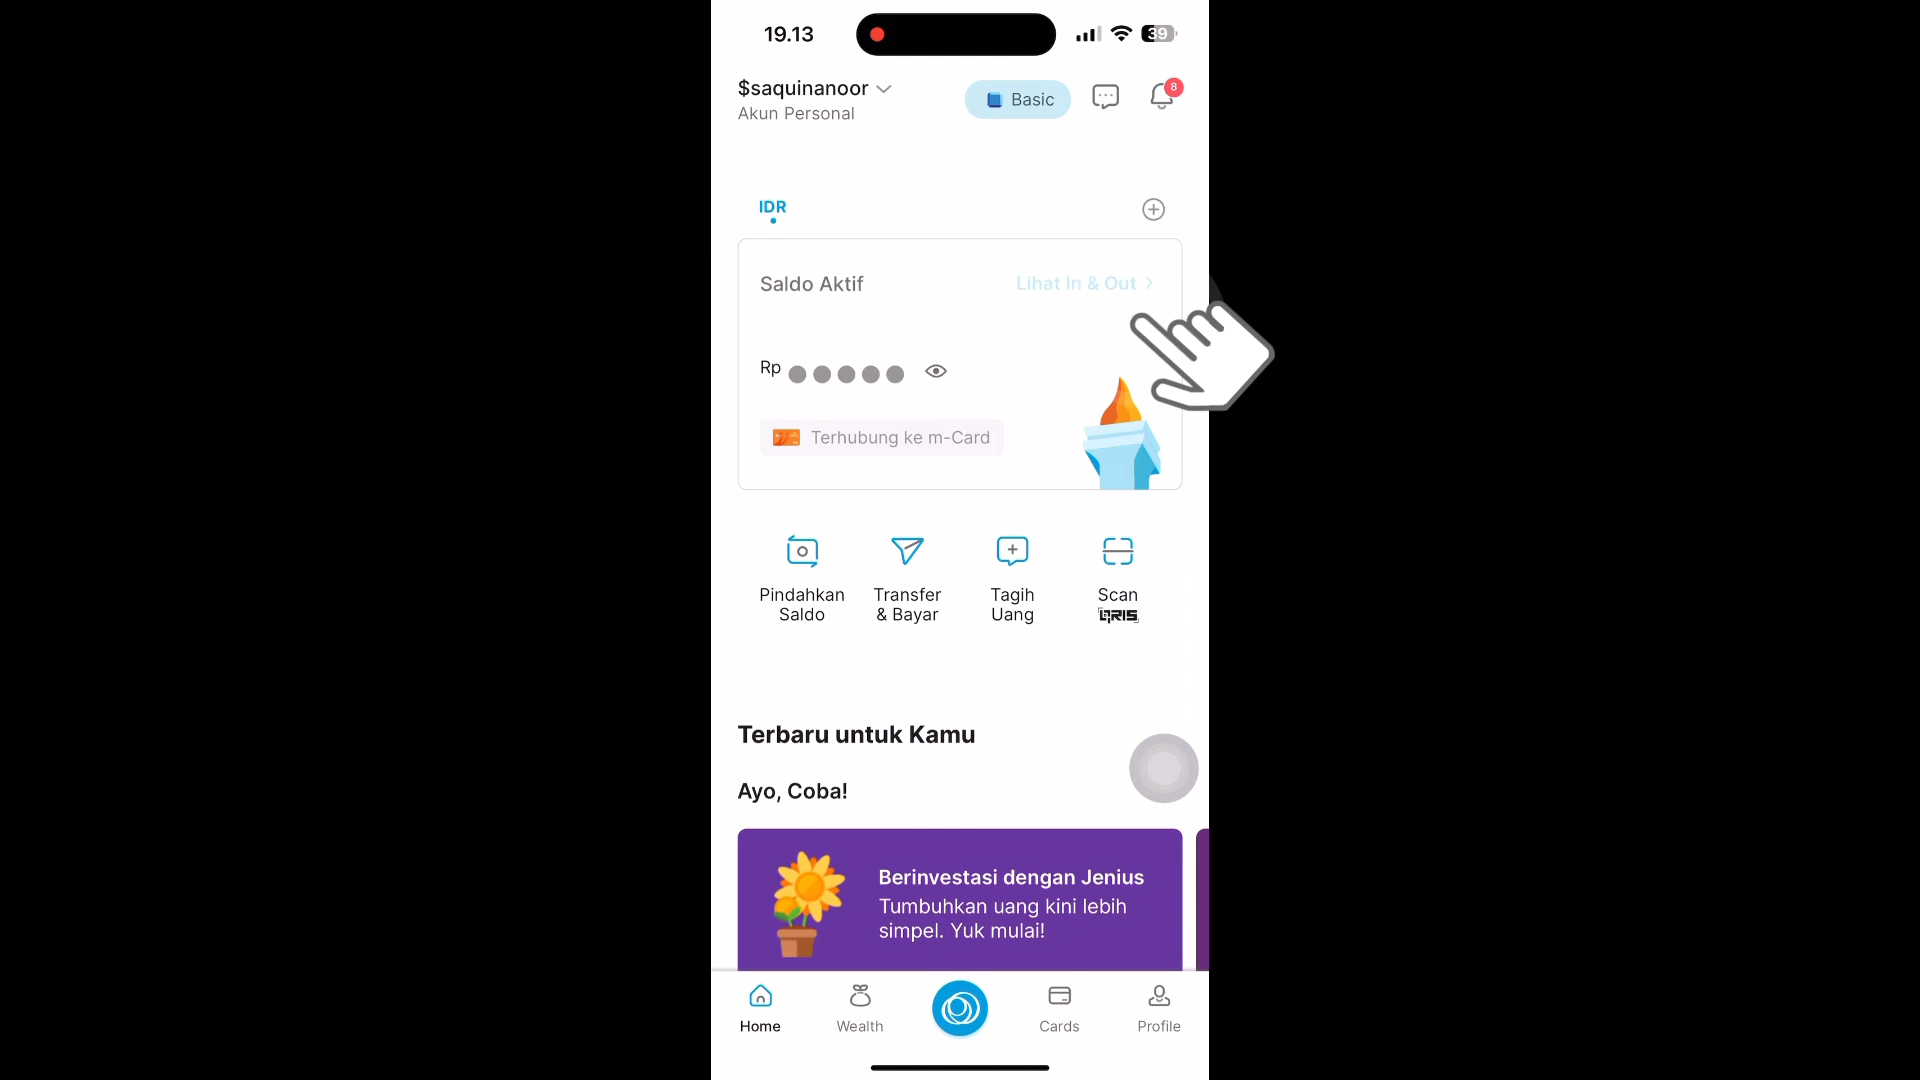 19.13
39
$saquinanoor
Akun Personal
Basic
8
IDR
Saldo Aktif
Lihat In & Out
Rp
Terhubung ke m-Card
Pindahkan
Saldo
Transfer
& Bayar
Tagih
Uang
Scan
QRIS
Terbaru untuk Kamu
Ayo, Coba!
Berinvestasi dengan Jenius
Tumbuhkan uang kini lebih
simpel. Yuk mulai!
Home
Wealth
Cards
Profile